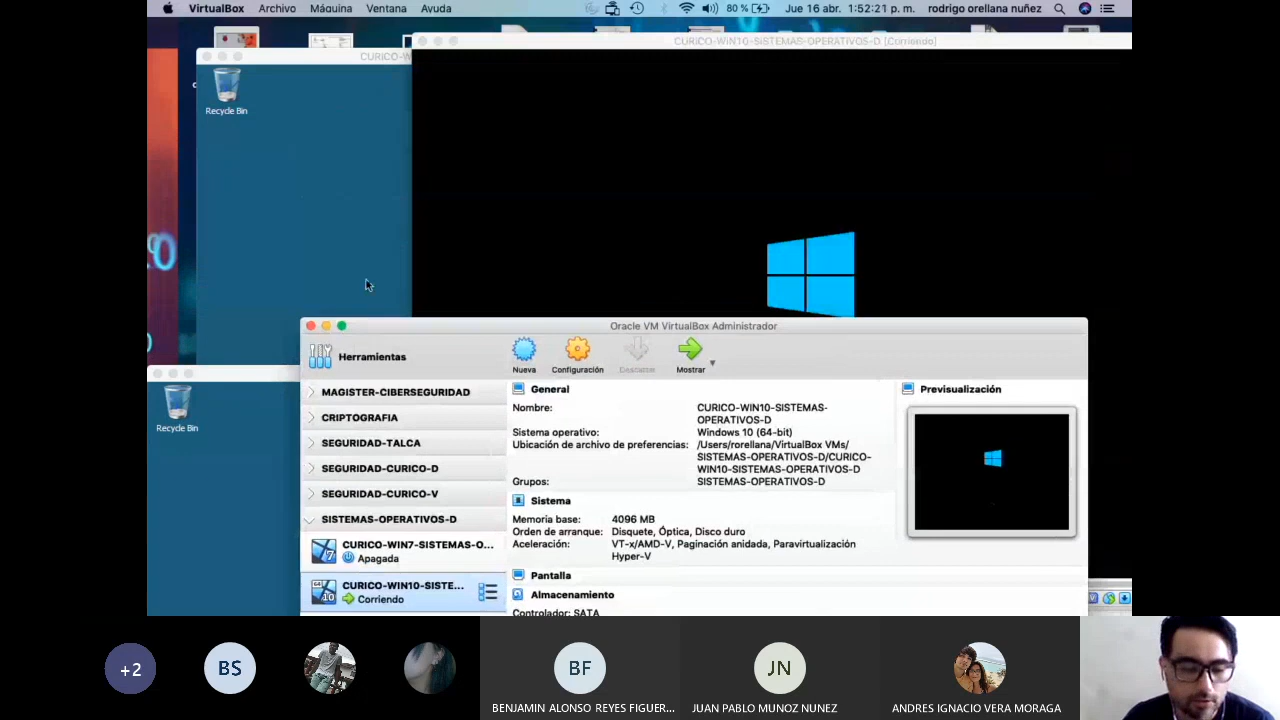 VirtualBox Archivo Máquina Ventana Ayuda 80 % Jue 16 abr. 1:52:21 p. m. rodrigo orellana nuñez
CURICO-WIN10-SISTEMAS-OPERATIVOS-D [Corriendo]
CURICO-W
Recycle Bin
Oracle VM VirtualBox Administrador
Herramientas
Nueva Configuración Descartar Mostrar
MAGISTER-CIBERSEGURIDAD
CRIPTOGRAFIA
SEGURIDAD-TALCA
SEGURIDAD-CURICO-D
SEGURIDAD-CURICO-V
SISTEMAS-OPERATIVOS-D
CURICO-WIN7-SISTEMAS-O...
Apagada
CURICO-WIN10-SISTE...
Corriendo
General
Nombre: CURICO-WIN10-SISTEMAS-
OPERATIVOS-D
Sistema operativo: Windows 10 (64-bit)
Ubicación de archivo de preferencias: /Users/rorellana/VirtualBox VMs/
SISTEMAS-OPERATIVOS-D/CURICO-
WIN10-SISTEMAS-OPERATIVOS-D
Grupos: SISTEMAS-OPERATIVOS-D
Sistema
Memoria base: 4096 MB
Orden de arranque: Disquete, Óptica, Disco duro
Aceleración: VT-x/AMD-V, Paginación anidada, Paravirtualización
Hyper-V
Pantalla
Almacenamiento
Controlador: SATA
Previsualización
Recycle Bin
+2
BS
BF
BENJAMIN ALONSO REYES FIGUER...
JN
JUAN PABLO MUNOZ NUNEZ
ANDRES IGNACIO VERA MORAGA